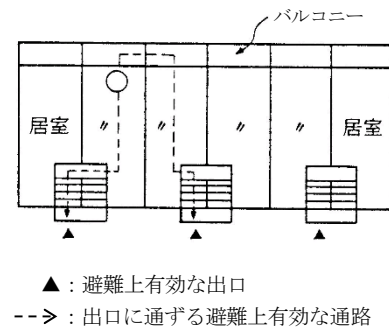 バルコニー
居室 〃 〃 〃 〃 居室
▲：避難上有効な出口
-->：出口に通ずる避難上有効な通路